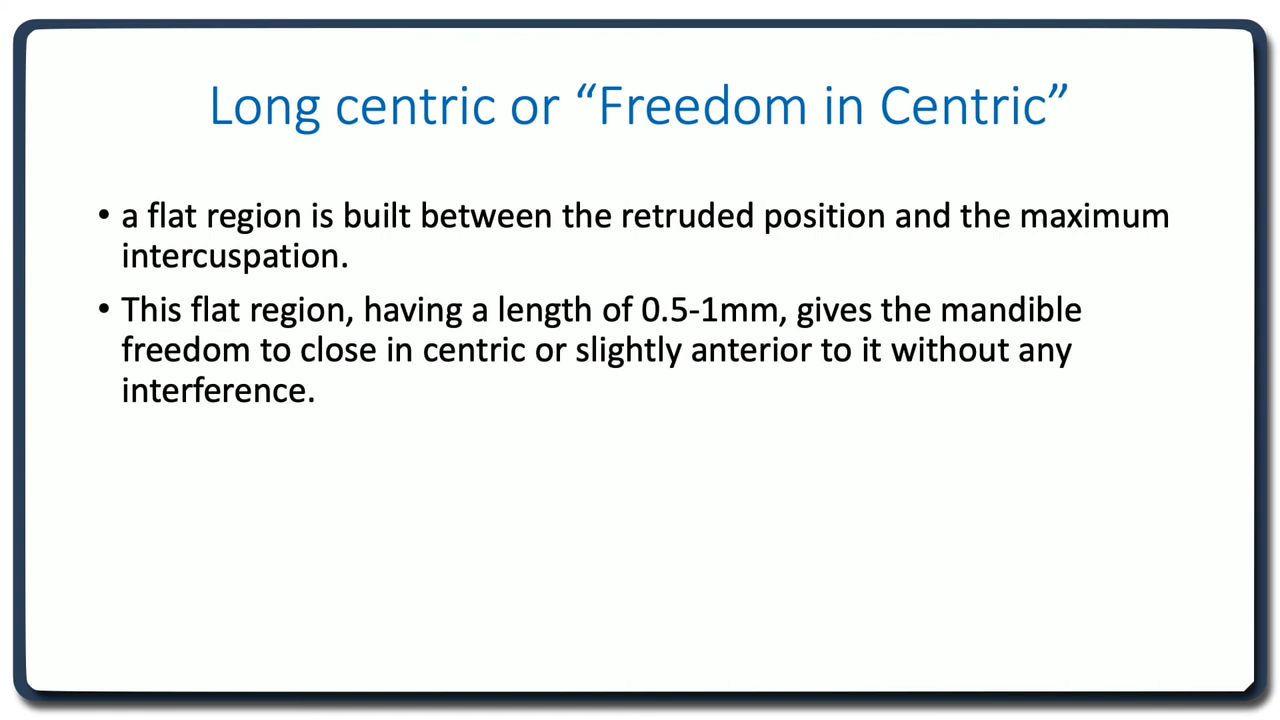 Long centric or “Freedom in Centric”
• a flat region is built between the retruded position and the maximum
intercuspation.
• This flat region, having a length of 0.5-1mm, gives the mandible
freedom to close in centric or slightly anterior to it without any
interference.